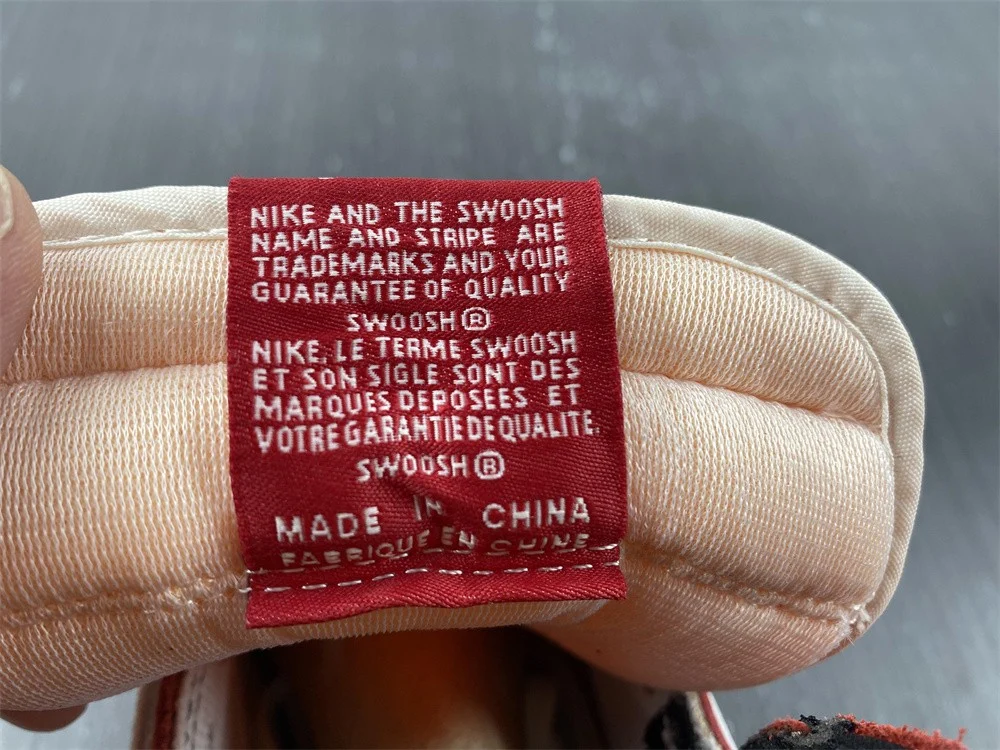 NIKE AND THE SWOOSH
NAME AND STRIPE ARE
TRADEMARKS AND YOUR
GUARANTEE OF QUALITY
SWOOSH®
NIKE, LE TERME SWOOSH
ET SON SIGLE SONT DES
MARQUES DEPOSEES ET
VOTRE GARANTIE DE QUALITE.
SWOOSH®
MADE IN CHINA
FABRIQUE EN CHINE